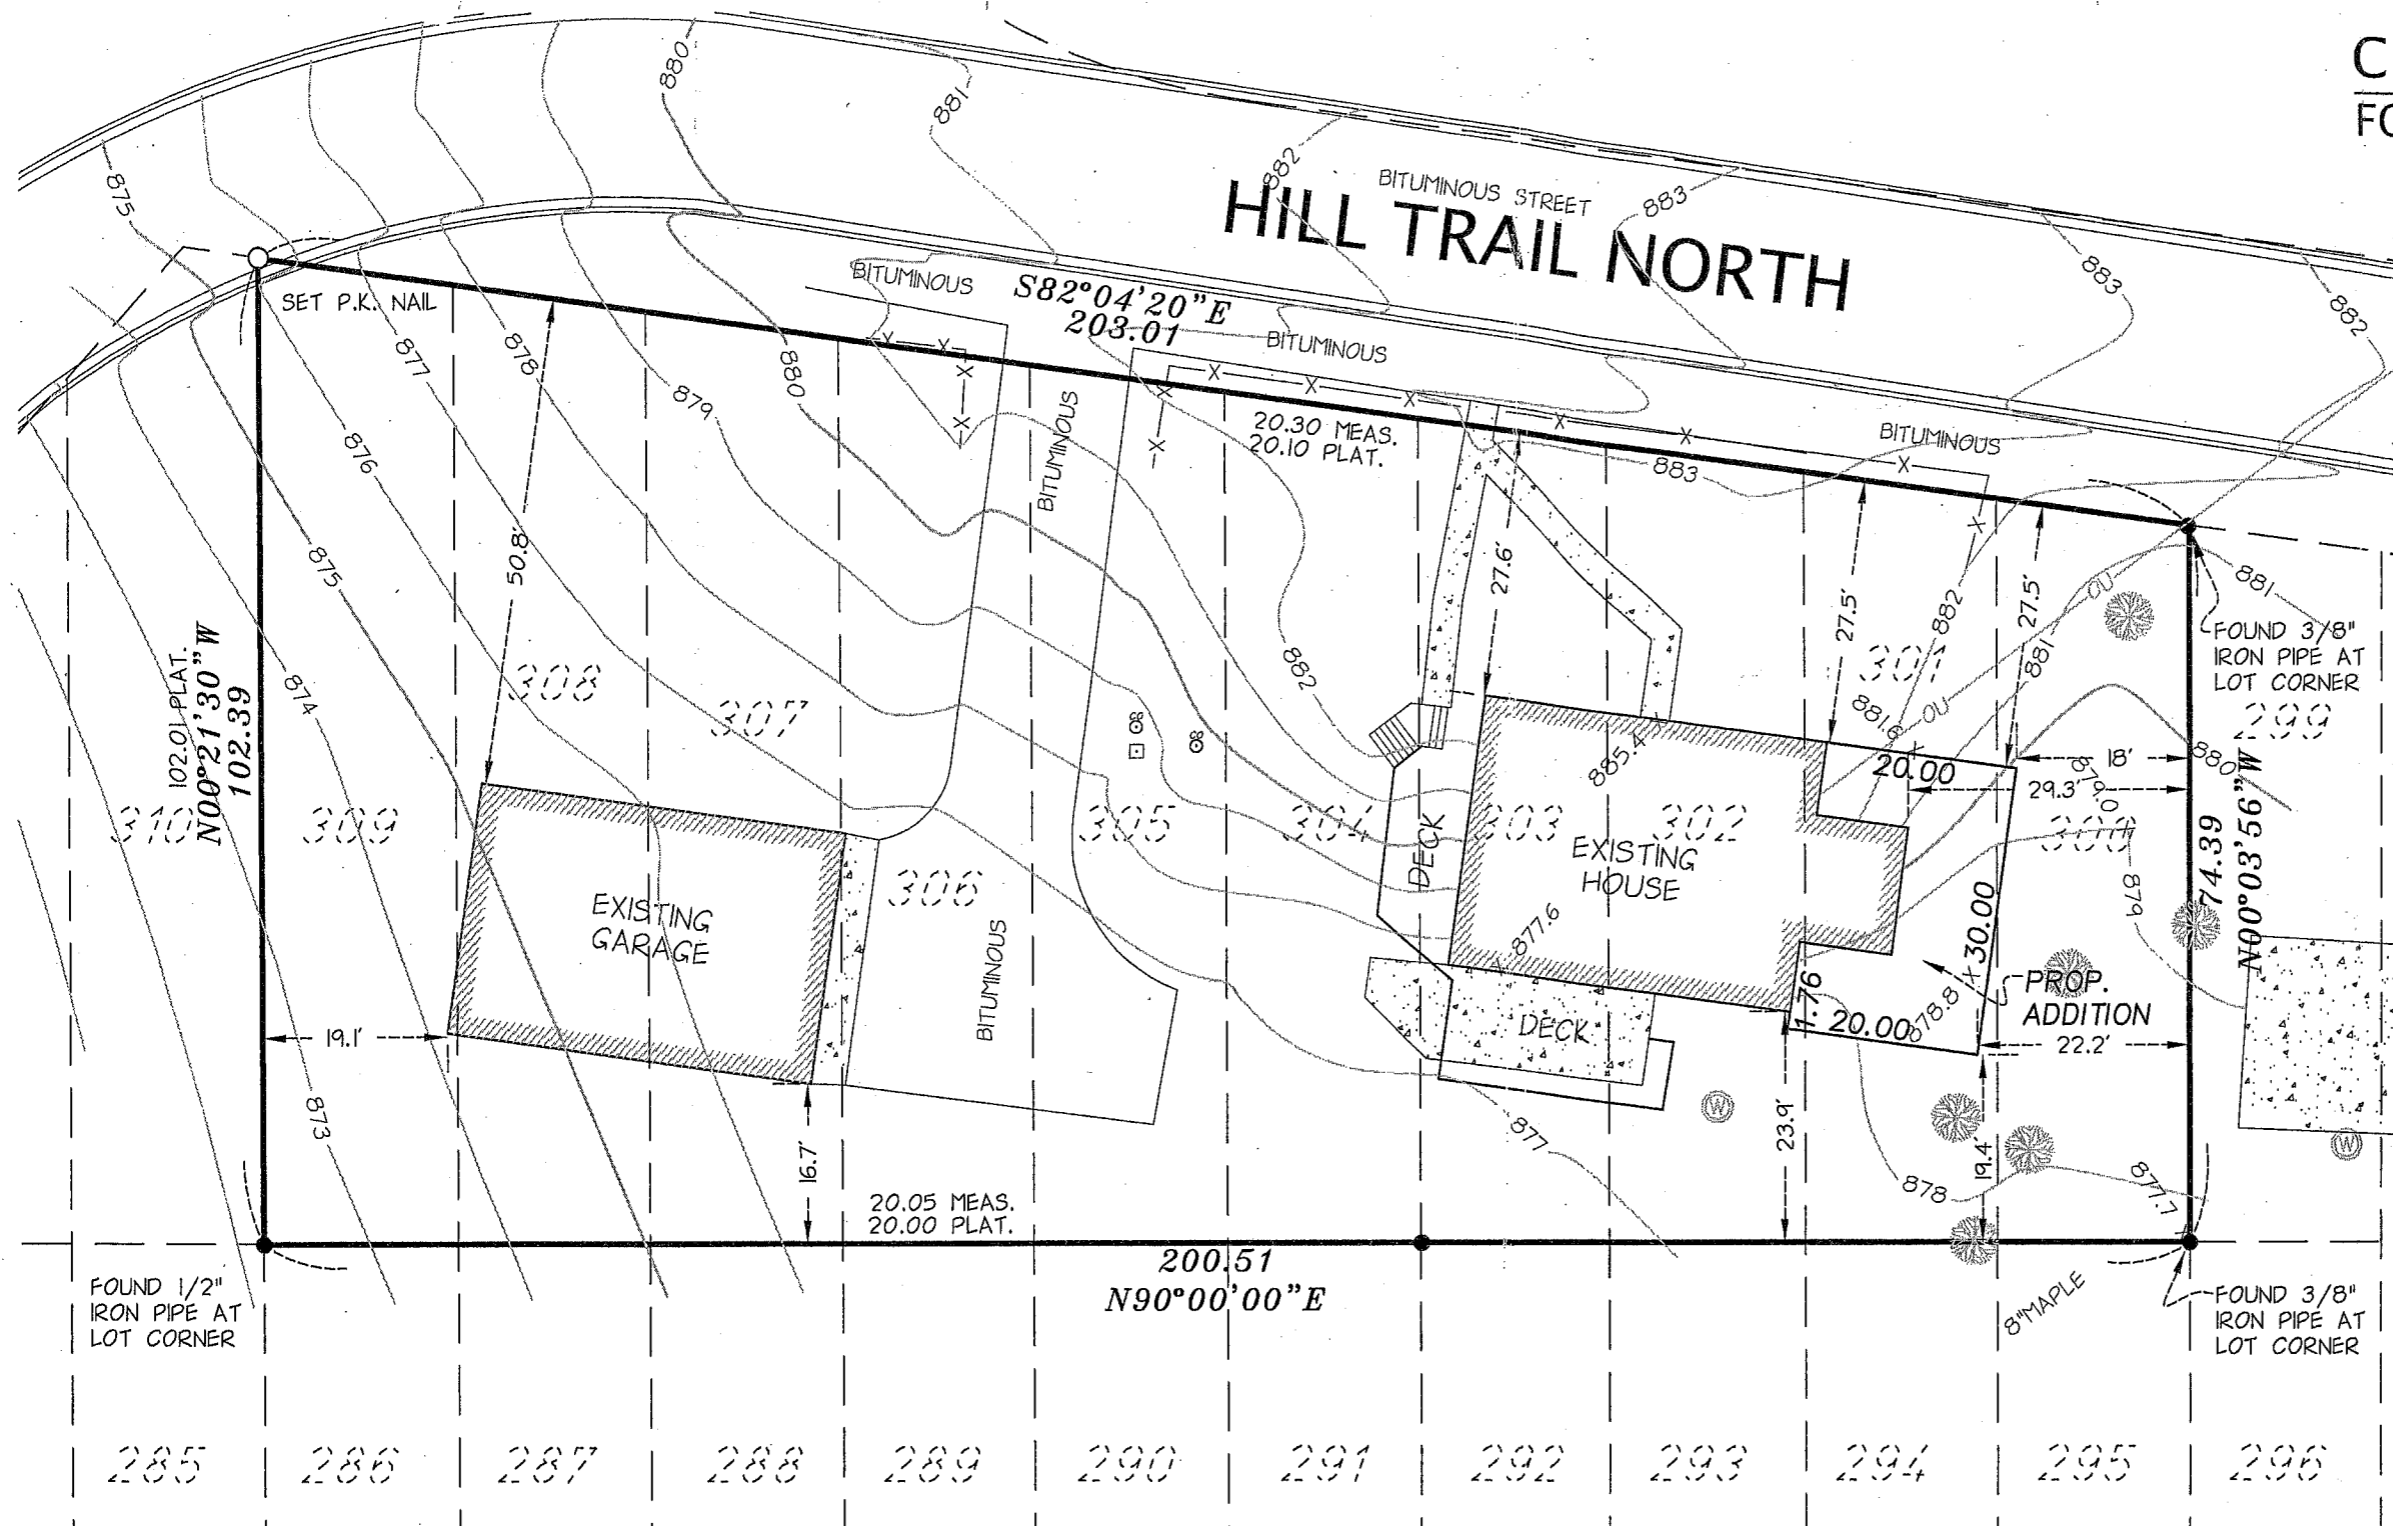 C
FO
880
881
882
BITUMINOUS STREET
883
HILL TRAIL NORTH
875
883
882
BITUMINOUS
S82°04'20"E
203.01
BITUMINOUS
SET P.K. NAIL
877
878
880
879
BITUMINOUS
20.30 MEAS.
20.10 PLAT.
BITUMINOUS
883
876
875
50.8'
27.6'
27.5'
27.5'
882
OU
881
881
FOUND 3/8"
IRON PIPE AT
LOT CORNER
102.01 PLAT.
N00°21'30"W
102.39
874
308
307
882
301
881.6
OU
299
885.4
20.00
18'
29.3'
879.0
880
310
309
305
304
303
302
300
DECK
EXISTING
HOUSE
306
EXISTING
GARAGE
877.6
30.00
879
74.39
N00°03'56"W
BITUMINOUS
1.76
20.00
878.8
PROP.
ADDITION
DECK
19.1'
22.2'
873
16.7'
W
877
23.9'
19.4'
W
878
877.7
20.05 MEAS.
20.00 PLAT.
200.51
N90°00'00"E
FOUND 1/2"
IRON PIPE AT
LOT CORNER
8"MAPLE
FOUND 3/8"
IRON PIPE AT
LOT CORNER
285
286
287
288
289
290
291
292
293
294
295
296